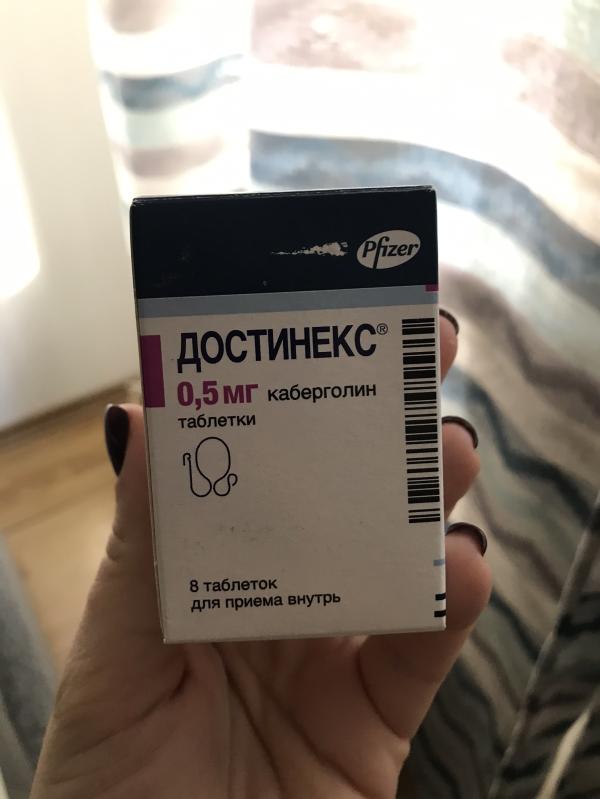 Pfizer
ДОСТИНЕКС®
0,5 мг каберголин
таблетки
8 таблеток
для приема внутрь